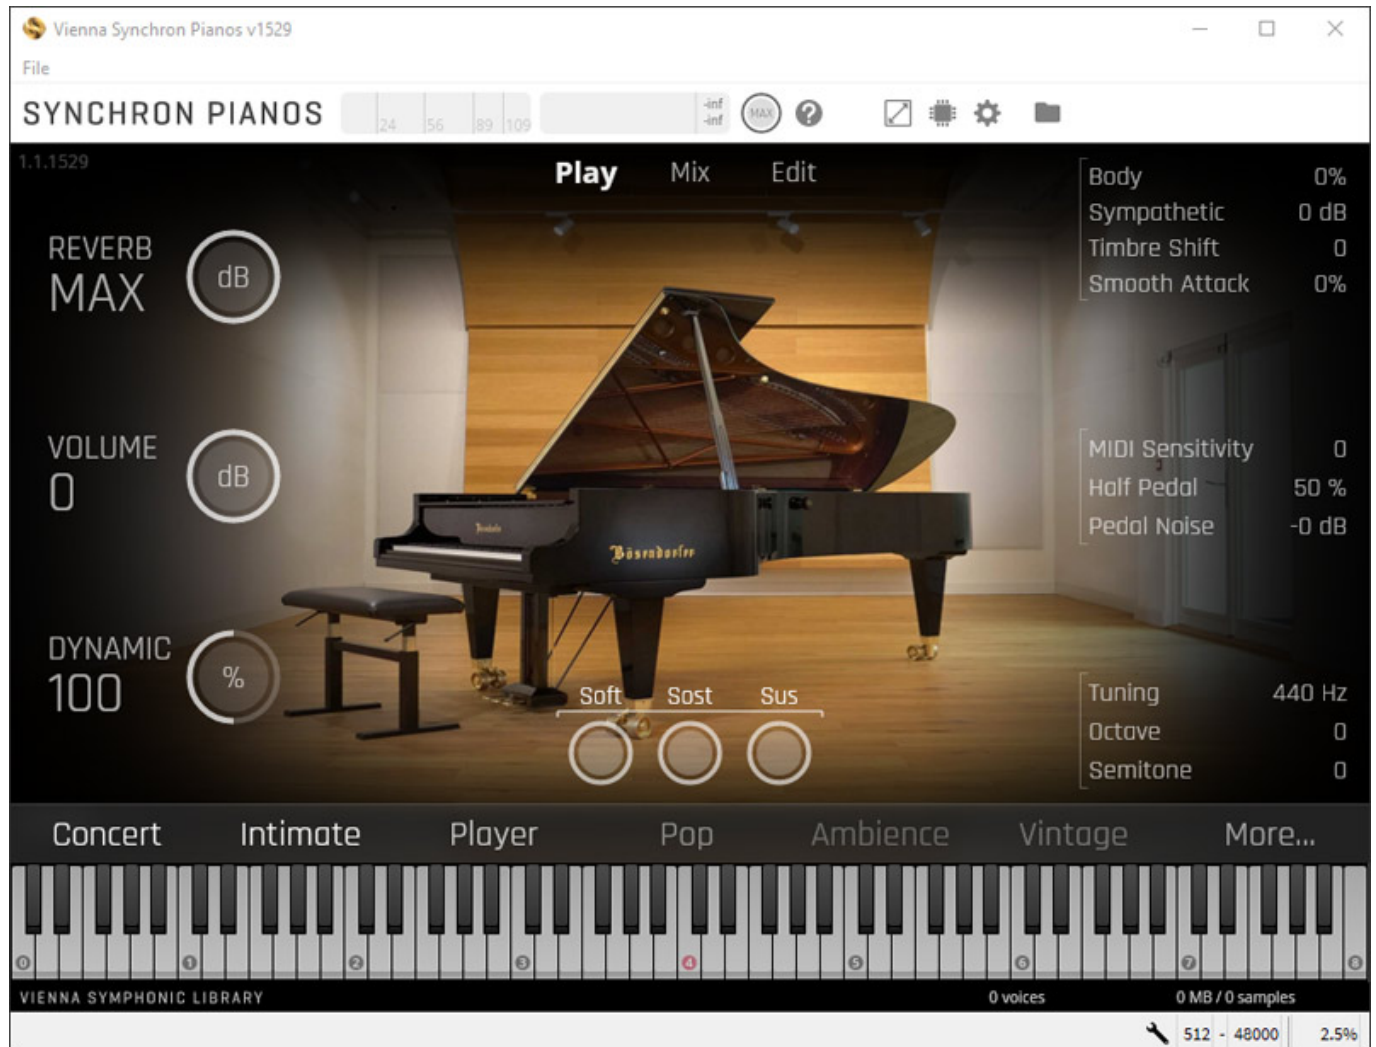 Vienna Synchron Pianos v1529
File
SYNCHRON PIANOS
24 56 89 109
-inf
-inf
MAX
?
1.1.1529
Play Mix Edit
REVERB
MAX
dB
VOLUME
0
dB
DYNAMIC
100
%
Body 0%
Sympathetic 0 dB
Timbre Shift 0
Smooth Attack 0%
MIDI Sensitivity 0
Half Pedal 50 %
Pedal Noise -0 dB
Tuning 440 Hz
Octave 0
Semitone 0
Bösendorfer
Bösendorfer
Soft Sost Sus
Concert Intimate Player Pop Ambience Vintage More...
0 1 2 3 4 5 6 7 8
VIENNA SYMPHONIC LIBRARY
0 voices 0 MB / 0 samples
512 - 48000 2.5%